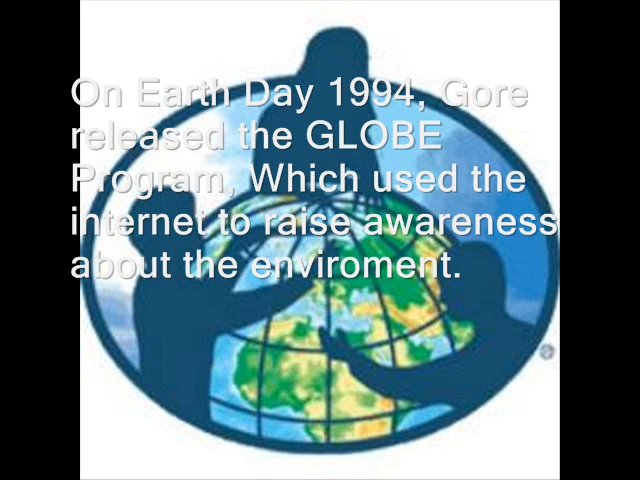 On Earth Day 1994, Gore
released the GLOBE
Program, Which used the
internet to raise awareness
about the enviroment.
®